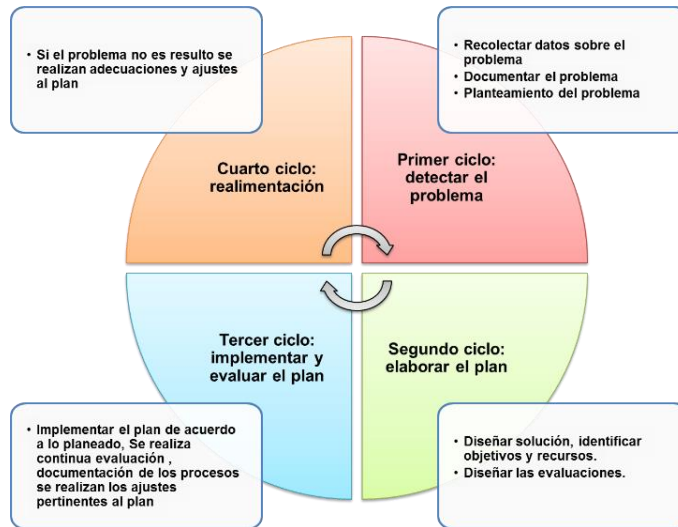 • Si el problema no es resulto se
realizan adecuaciones y ajustes
al plan
• Recolectar datos sobre el
problema
• Documentar el problema
• Planteamiento del problema
Cuarto ciclo:
realimentación
Primer ciclo:
detectar el
problema
Tercer ciclo:
implementar y
evaluar el plan
Segundo ciclo:
elaborar el plan
• Implementar el plan de acuerdo
a lo planeado, Se realiza
continua evaluación ,
documentación de los procesos
se realizan los ajustes
pertinentes al plan
• Diseñar solución, identificar
objetivos y recursos.
• Diseñar las evaluaciones.